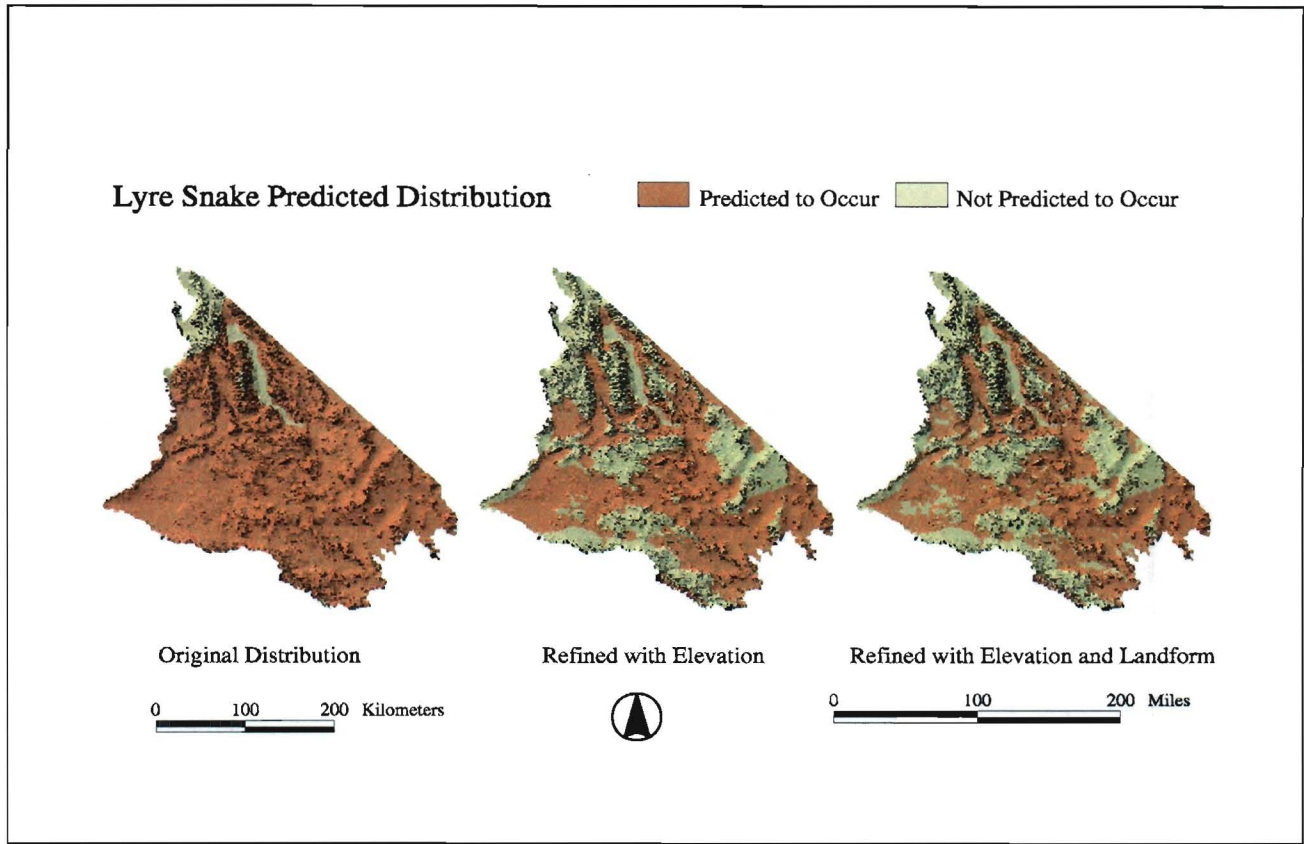 Lyre Snake Predicted Distribution
Predicted to Occur
Not Predicted to Occur
Original Distribution
Refined with Elevation
Refined with Elevation and Landform
0 100 200 Kilometers
0 100 200 Miles